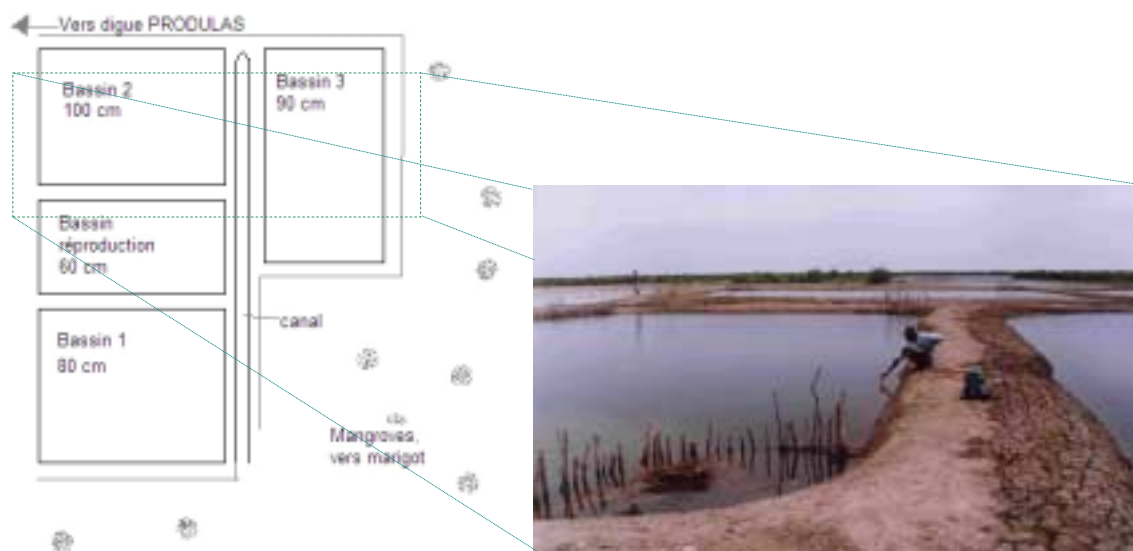 Vers digue PRODULAS
Bassin 2
100 cm
Bassin 3
90 cm
Bassin
réproduction
60 cm
Bassin 1
80 cm
canal
Mangroves,
vers marigot